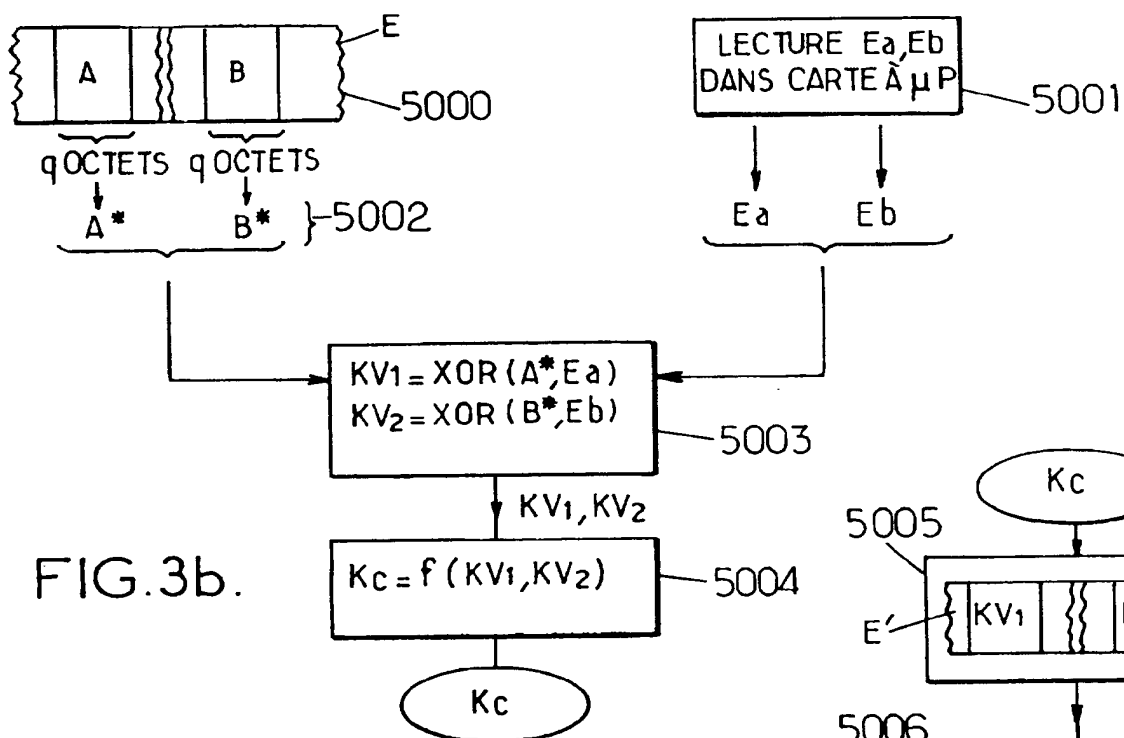 E
A
B
5000
q OCTETS
q OCTETS
A*
B*
5002
LECTURE Ea,Eb
DANS CARTE À µP
5001
Ea
Eb
KV1 = XOR (A*,Ea)
KV2 = XOR (B*,Eb)
5003
KV1, KV2
Kc = f (KV1, KV2)
5004
Kc
FIG.3b.
Kc
5005
E'
KV1
5006